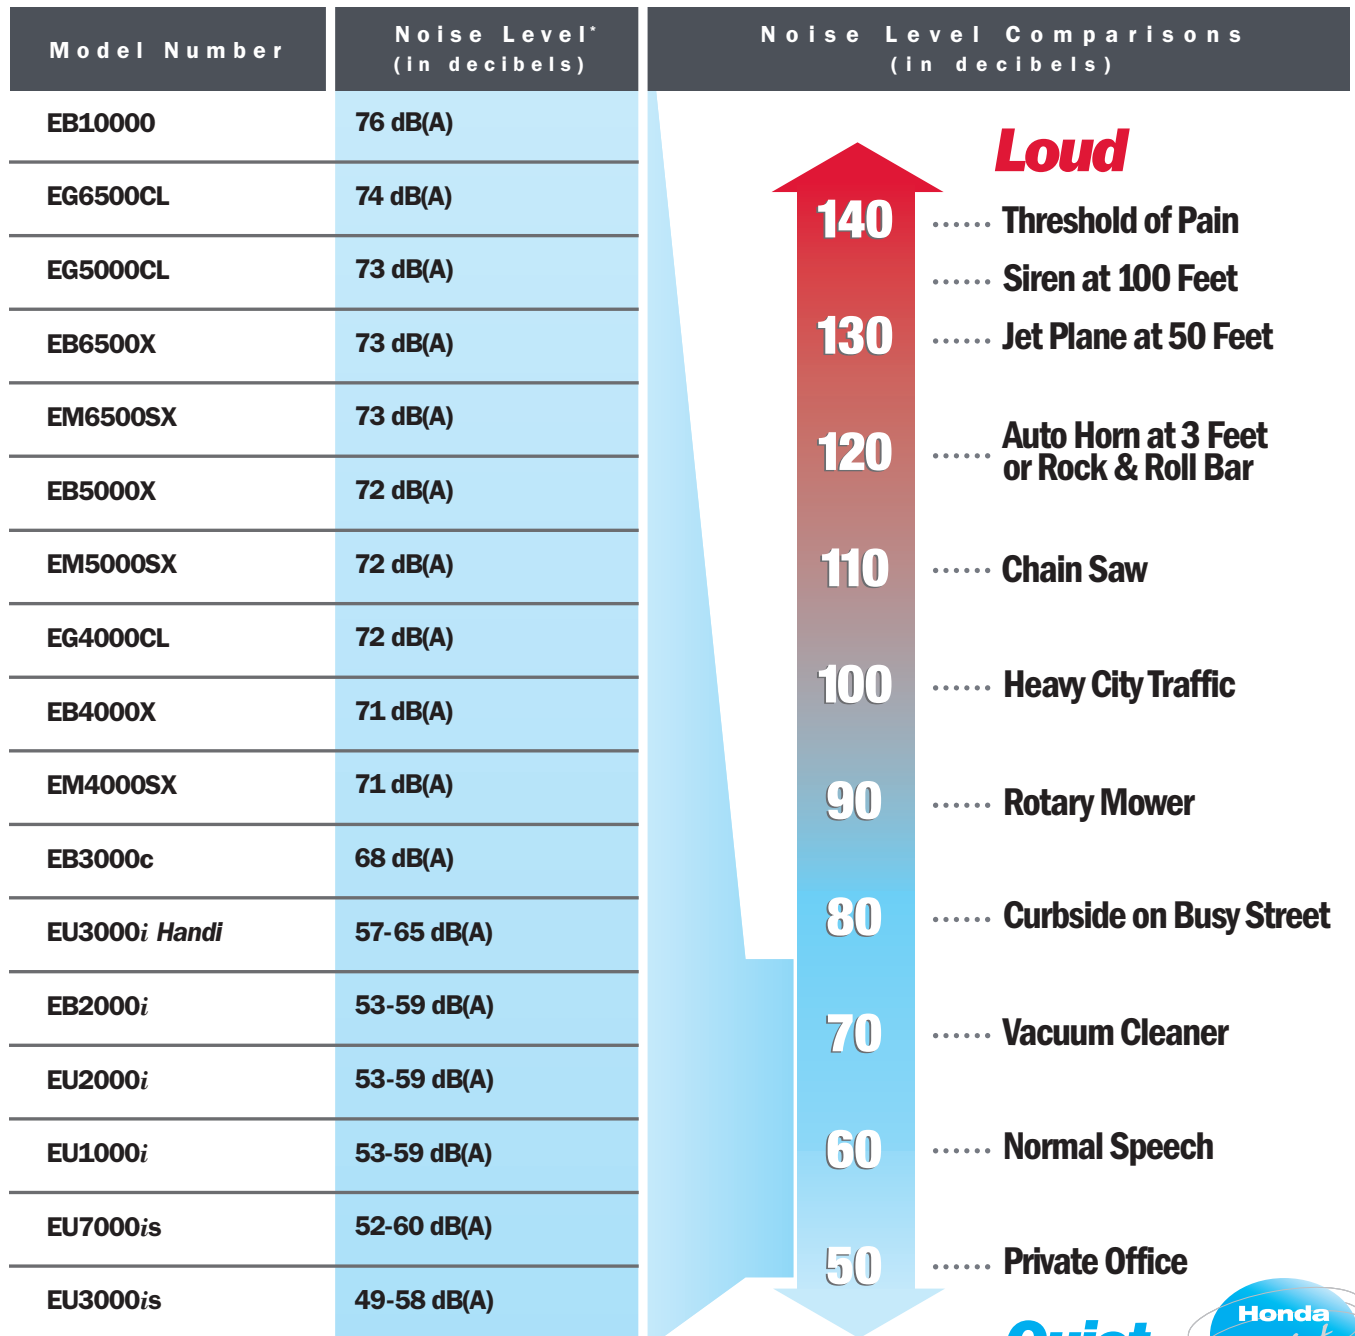 Model Number
Noise Level*
(in decibels)
Noise Level Comparisons
(in decibels)
EB10000 76 dB(A)
EG6500CL 74 dB(A)
EG5000CL 73 dB(A)
EB6500X 73 dB(A)
EM6500SX 73 dB(A)
EB5000X 72 dB(A)
EM5000SX 72 dB(A)
EG4000CL 72 dB(A)
EB4000X 71 dB(A)
EM4000SX 71 dB(A)
EB3000c 68 dB(A)
EU3000i Handi 57-65 dB(A)
EB2000i 53-59 dB(A)
EU2000i 53-59 dB(A)
EU1000i 53-59 dB(A)
EU7000is 52-60 dB(A)
EU3000is 49-58 dB(A)
Loud
140 ...... Threshold of Pain
...... Siren at 100 Feet
130 ...... Jet Plane at 50 Feet
120 ...... Auto Horn at 3 Feet
or Rock & Roll Bar
110 ...... Chain Saw
100 ...... Heavy City Traffic
90 ...... Rotary Mower
80 ...... Curbside on Busy Street
70 ...... Vacuum Cleaner
60 ...... Normal Speech
50 ...... Private Office
Quiet
Honda